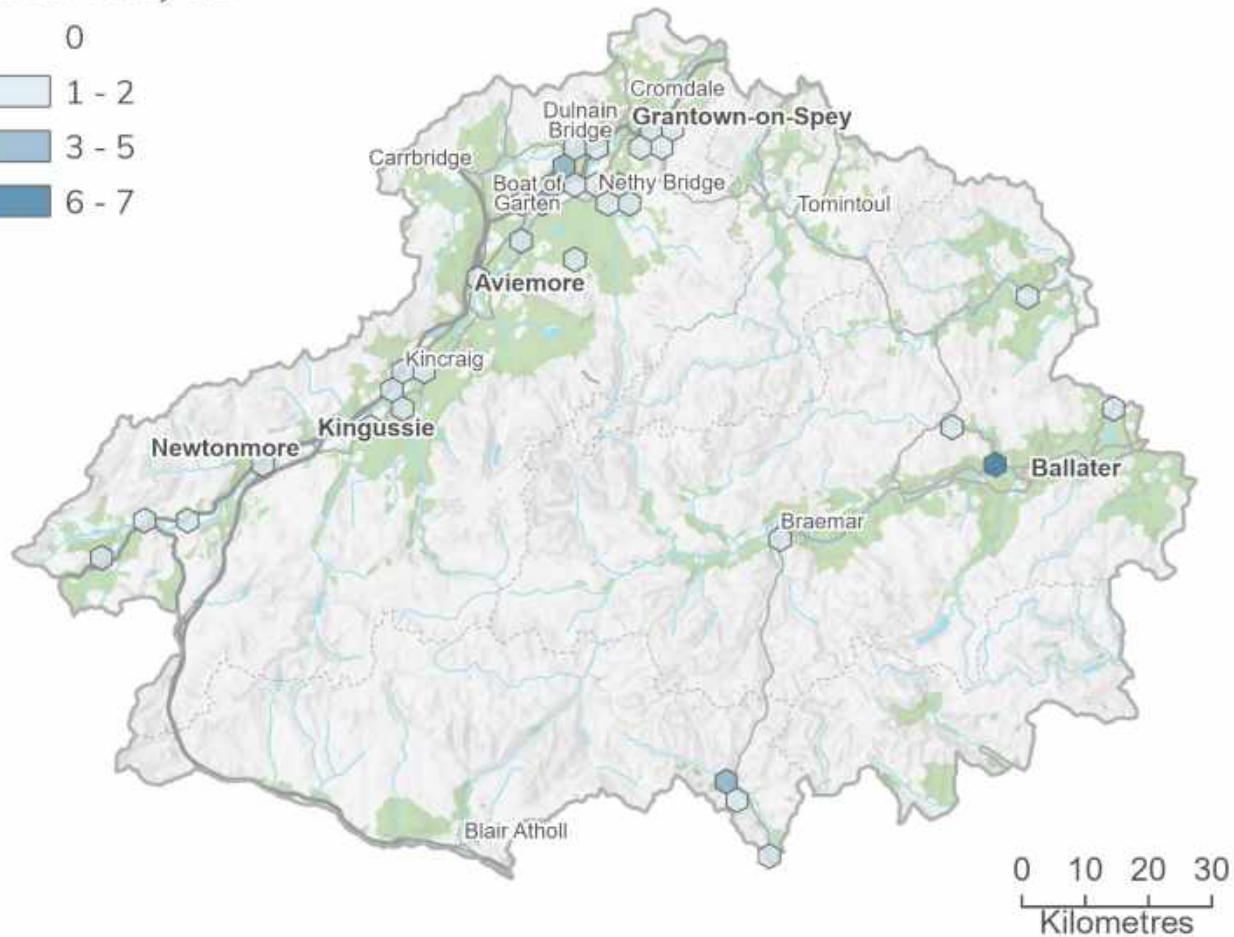 0
1 - 2
3 - 5
6 - 7
Cromdale
Dulnain
Bridge
Grantown-on-Spey
Carrbridge
Boat of
Garten
Nethy Bridge
Tomintoul
Aviemore
Kincraig
Kingussie
Newtonmore
Ballater
Braemar
Blair Atholl
0 10 20 30
Kilometres